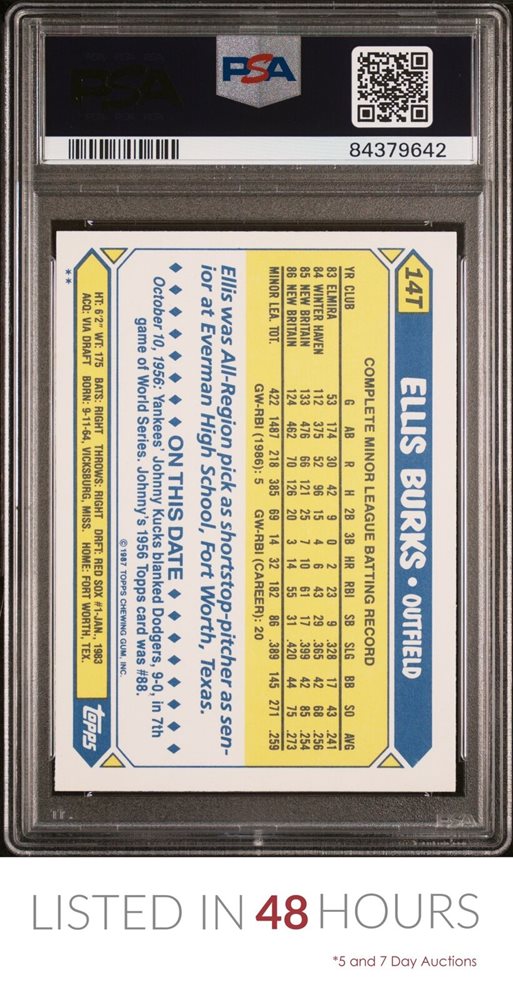 PSA
PSA
84379642
14T
ELLIS BURKS • OUTFIELD
COMPLETE MINOR LEAGUE BATTING RECORD
YR CLUB G AB R H 2B 3B HR RBI SB SLG BB SO AVG
83 ELMIRA 53 174 30 42 9 0 2 23 9 .328 17 43 .241
84 WINTER HAVEN 112 375 52 96 15 4 6 43 29 .365 42 68 .256
85 NEW BRITAIN 133 476 66 121 25 7 10 61 17 .399 42 85 .254
86 NEW BRITAIN 124 462 70 126 20 3 14 55 31 .420 44 75 .273
MINOR LEA. TOT. 422 1487 218 385 69 14 32 182 86 .389 145 271 .259
GW-RBI (1986): 5 GW-RBI (CAREER): 20
Ellis was All-Region pick as shortstop-pitcher as sen-
ior at Everman High School, Fort Worth, Texas.
♦ ♦ ♦ ♦ ♦ ♦ ♦ ON THIS DATE ♦ ♦ ♦ ♦ ♦ ♦ ♦
October 10, 1956: Yankees' Johnny Kucks blanked Dodgers, 9-0, in 7th
game of World Series. Johnny's 1956 Topps card was #88.
© 1987 TOPPS CHEWING GUM, INC.
HT: 6'2" WT: 175 BATS: RIGHT THROWS: RIGHT DRFT: RED SOX #1-JAN., 1983
ACQ: VIA DRAFT BORN: 9-11-64, VICKSBURG, MISS. HOME: FORT WORTH, TEX.
topps
**
PSA
LISTED IN 48 HOURS
*5 and 7 Day Auctions